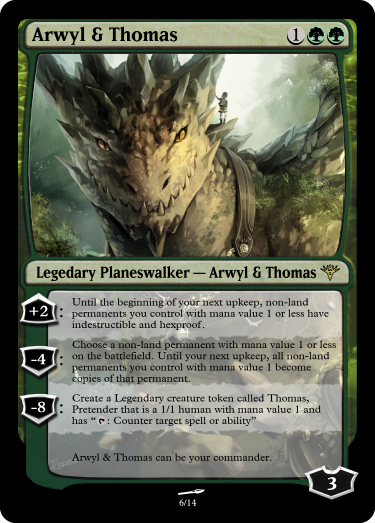 Arwyl & Thomas 1
Legedary Planeswalker — Arwyl & Thomas
+2: Until the beginning of your next upkeep, non-land
permanents you control with mana value 1 or less have
indestructible and hexproof.
-4: Choose a non-land permanent with mana value 1 or less
on the battlefield. Until your next upkeep, all non-land
permanents you control with mana value 1 become
copies of that permanent.
-8: Create a Legendary creature token called Thomas,
Pretender that is a 1/1 human with mana value 1 and
has “ : Counter target spell or ability”
Arwyl & Thomas can be your commander.
3
6/14